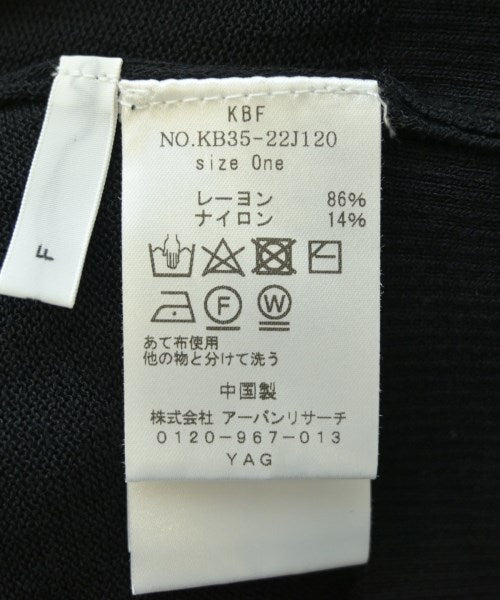 KBF
NO.KB35-22J120
size One
レーヨン 86%
ナイロン 14%
F
W
あて布使用
他の物と分けて洗う
中国製
株式会社 アーバンリサーチ
0120-967-013
YAG
F